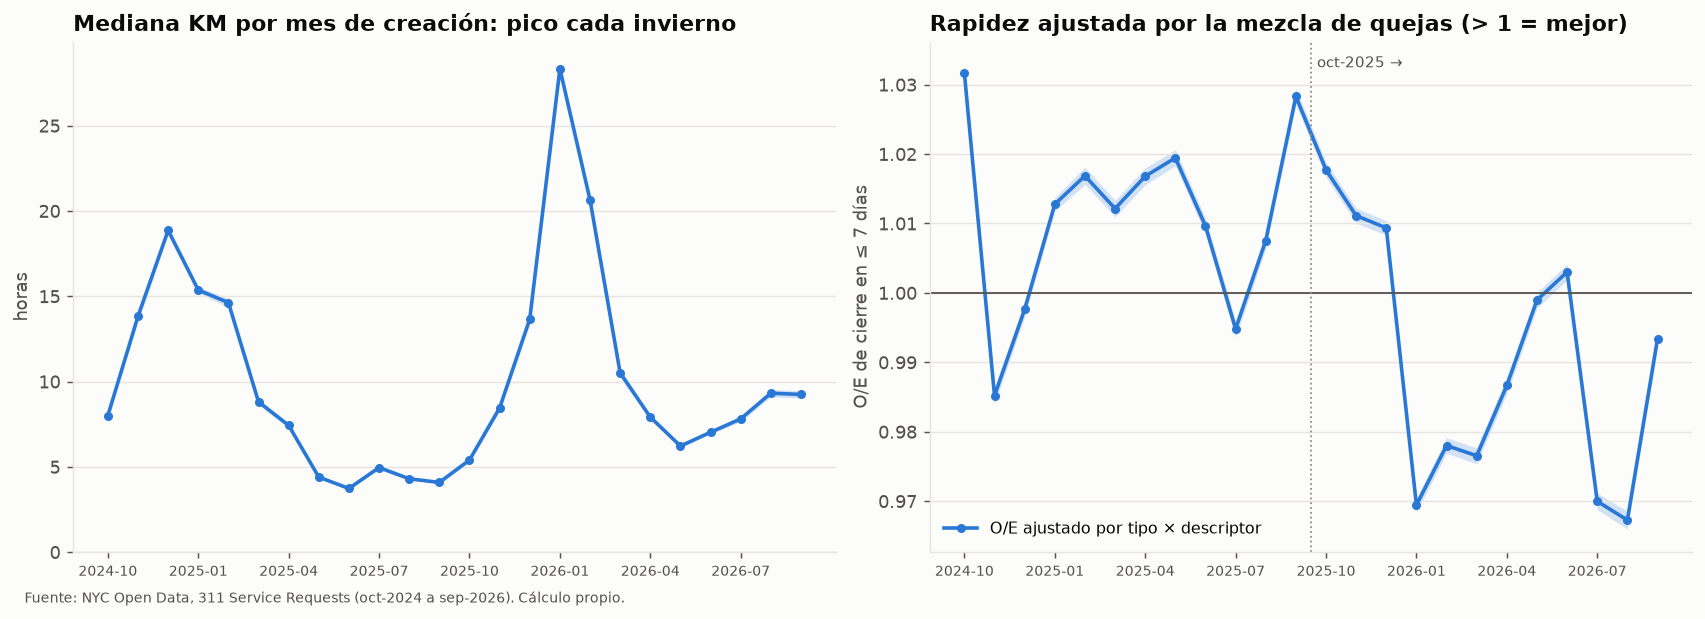 Mediana KM por mes de creación: pico cada invierno
horas
25
20
15
10
5
0
2024-10 2025-01 2025-04 2025-07 2025-10 2026-01 2026-04 2026-07
Rapidez ajustada por la mezcla de quejas (> 1 = mejor)
O/E de cierre en ≤ 7 días
oct-2025 →
1.03
1.02
1.01
1.00
0.99
0.98
0.97
O/E ajustado por tipo × descriptor
2024-10 2025-01 2025-04 2025-07 2025-10 2026-01 2026-04 2026-07
Fuente: NYC Open Data, 311 Service Requests (oct-2024 a sep-2026). Cálculo propio.